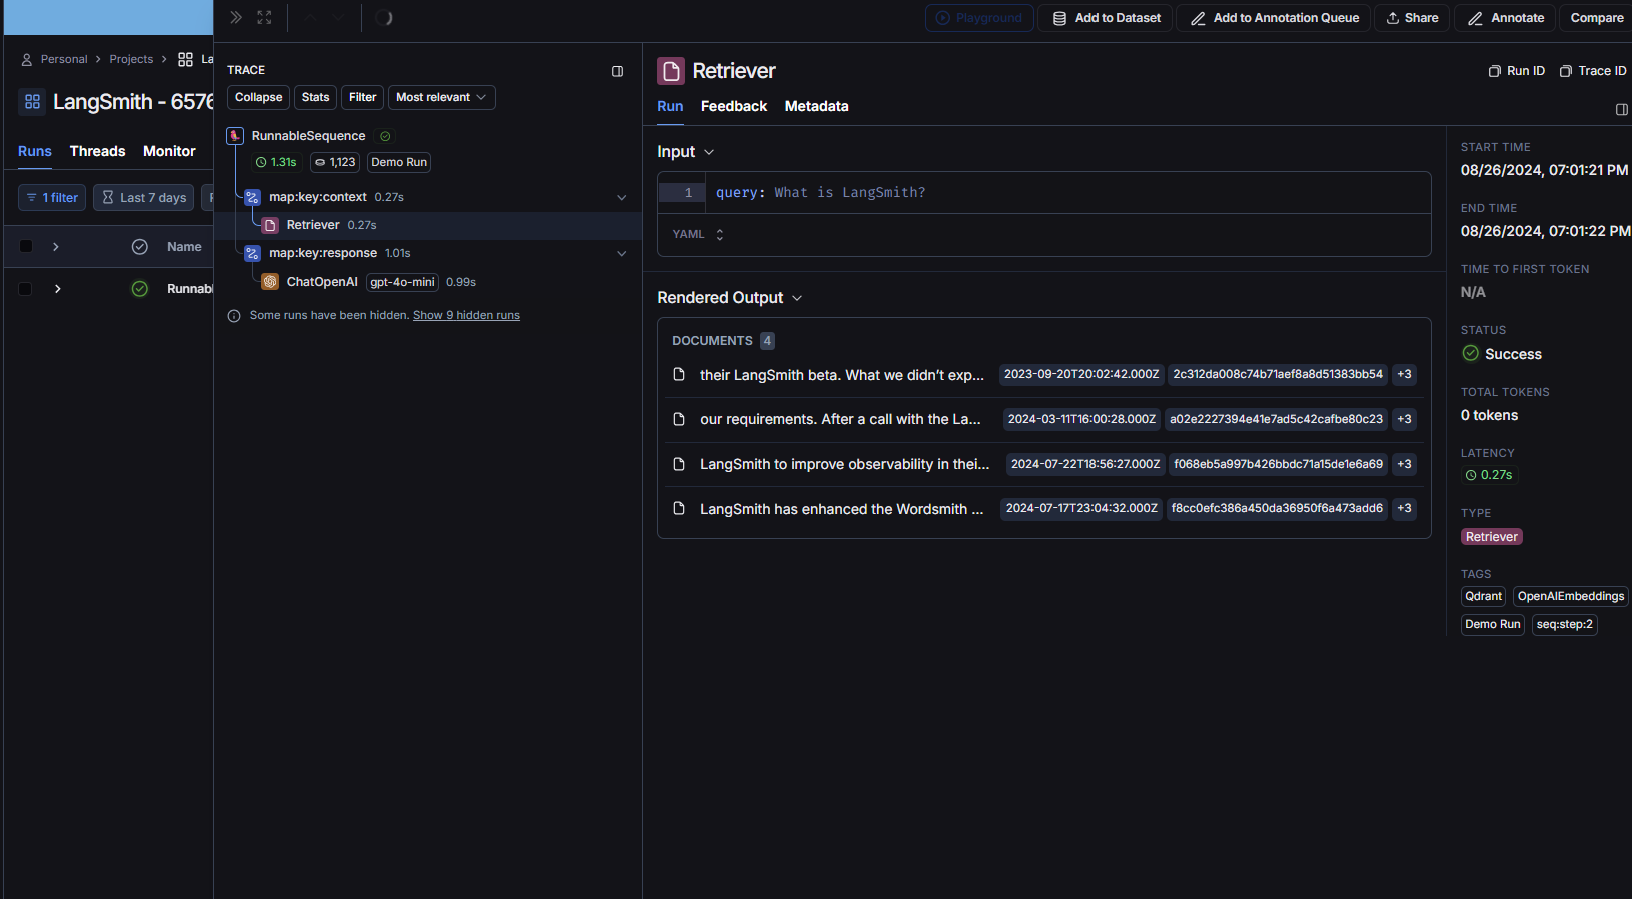 Playground
Add to Dataset
Add to Annotation Queue
Share
Annotate
Compare
Personal > Projects >
LangSmith - 6576
Runs Threads Monitor
1 filter
Last 7 days
Name
TRACE
Collapse Stats Filter Most relevant
RunnableSequence
1.31s 1,123 Demo Run
map:key:context 0.27s
Retriever 0.27s
map:key:response 1.01s
ChatOpenAI gpt-4o-mini 0.99s
Some runs have been hidden. Show 9 hidden runs
Retriever
Run ID Trace ID
Run Feedback Metadata
Input
1 query: What is LangSmith?
YAML
Rendered Output
DOCUMENTS 4
their LangSmith beta. What we didn’t exp... 2023-09-20T20:02:42.000Z 2c312da008c74b71aef8a8d51383bb54 +3
our requirements. After a call with the La... 2024-03-11T16:00:28.000Z a02e2227394e41e7ad5c42cafbe80c23 +3
LangSmith to improve observability in thei... 2024-07-22T18:56:27.000Z f068eb5a997b426bbdc71a15de1e6a69 +3
LangSmith has enhanced the Wordsmith ... 2024-07-17T23:04:32.000Z f8cc0efc386a450da36950f6a473add6 +3
START TIME
08/26/2024, 07:01:21 PM
END TIME
08/26/2024, 07:01:22 PM
TIME TO FIRST TOKEN
N/A
STATUS
Success
TOTAL TOKENS
0 tokens
LATENCY
0.27s
TYPE
Retriever
TAGS
Qdrant OpenAIEmbeddings
Demo Run seq:step:2